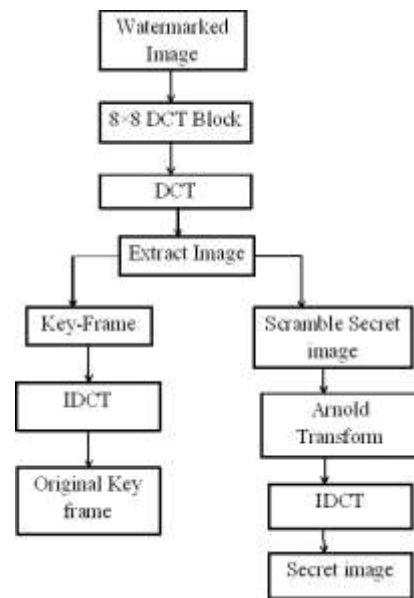 Watermarked
Image
8×8 DCT Block
DCT
Extract Image
Key-Frame
IDCT
Original Key
frame
Scramble Secret
image
Arnold
Transform
IDCT
Secret image